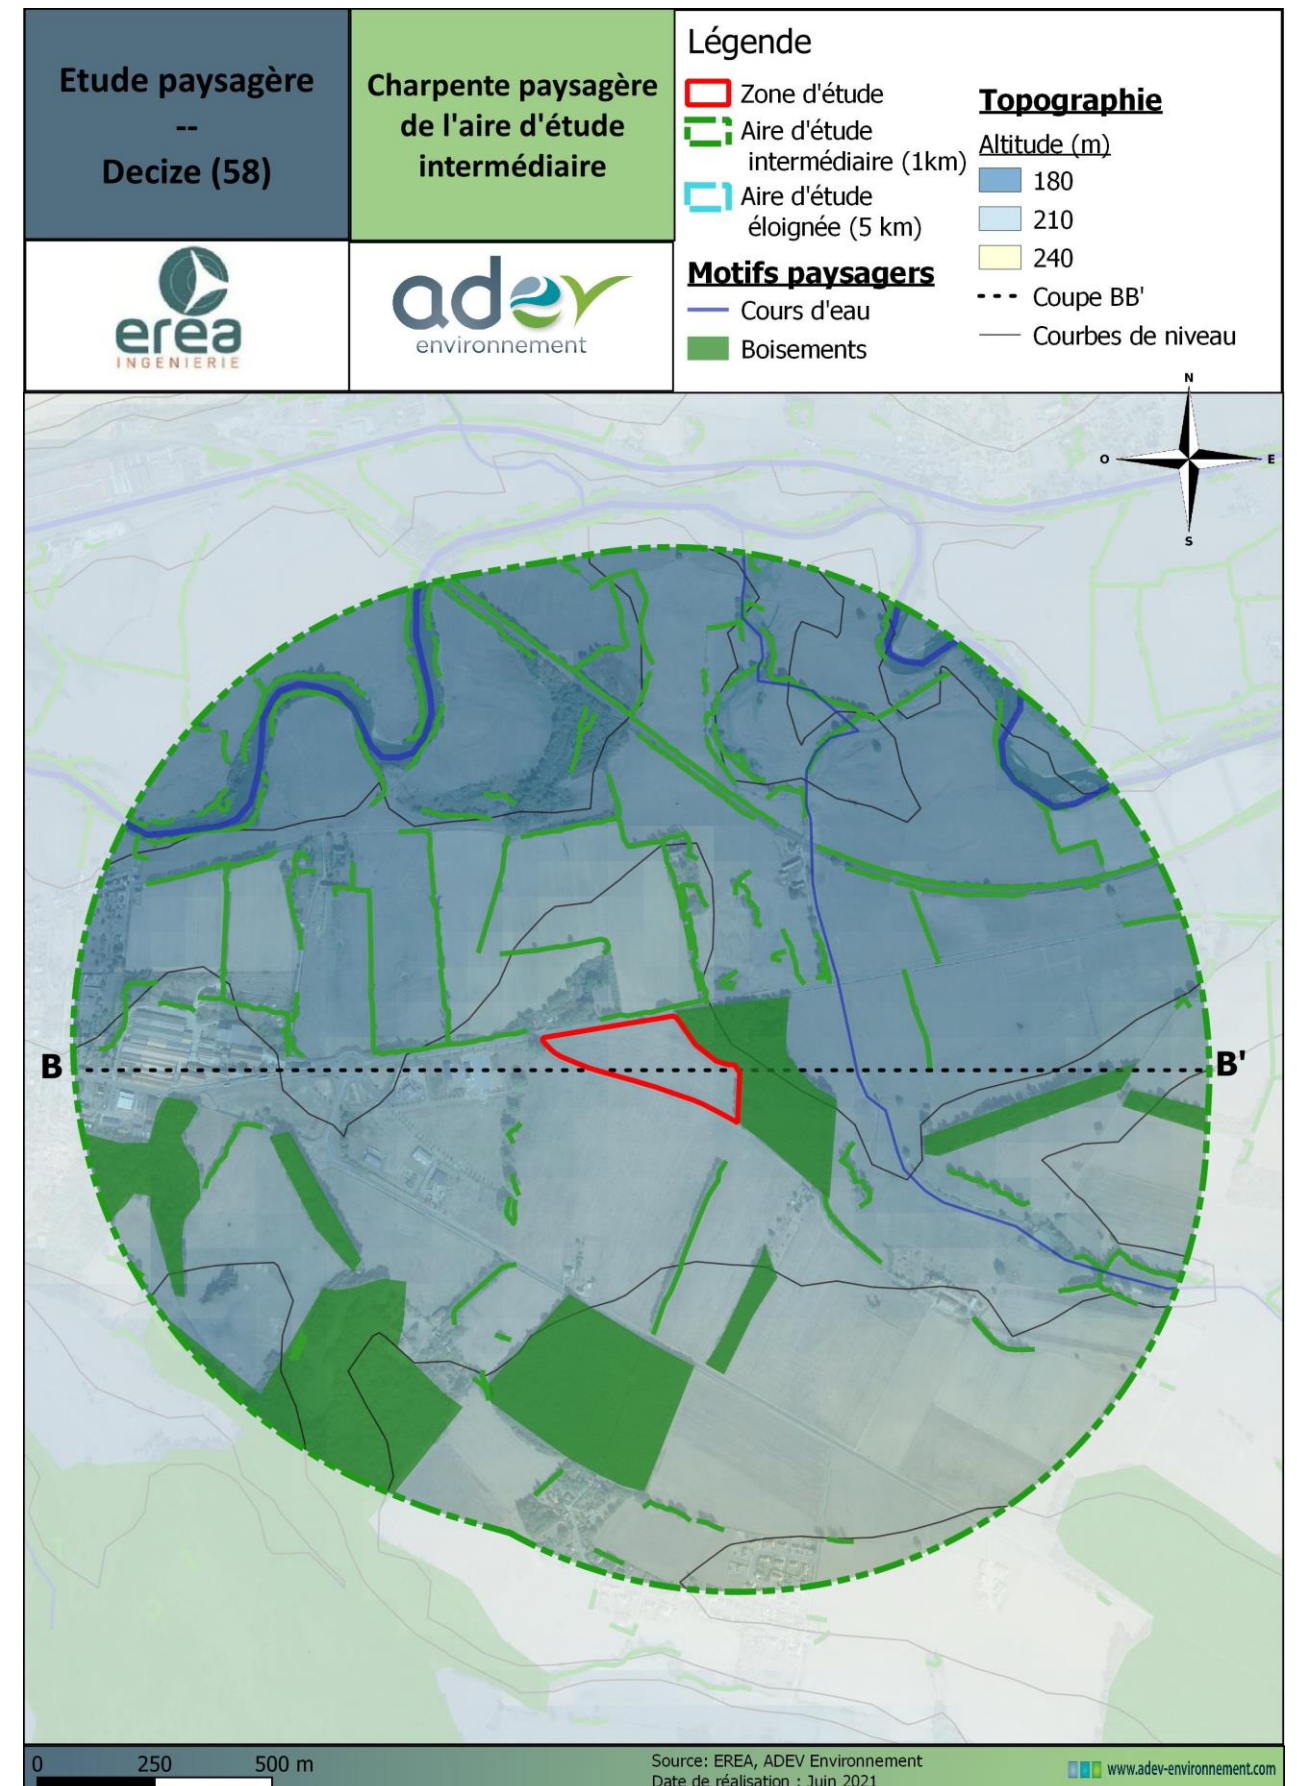 Etude paysagère
--
Decize (58)
Charpente paysagère
de l'aire d'étude
intermédiaire
erea
INGENIERIE
adev
environnement
Légende
Zone d'étude
Aire d'étude
intermédiaire (1km)
Aire d'étude
éloignée (5 km)
Motifs paysagers
Cours d'eau
Boisements
Topographie
Altitude (m)
180
210
240
Coupe BB'
Courbes de niveau
N
O
E
S
B
B'
0 250 500 m
Source: EREA, ADEV Environnement
Date de réalisation : Juin 2021
www.adev-environnement.com